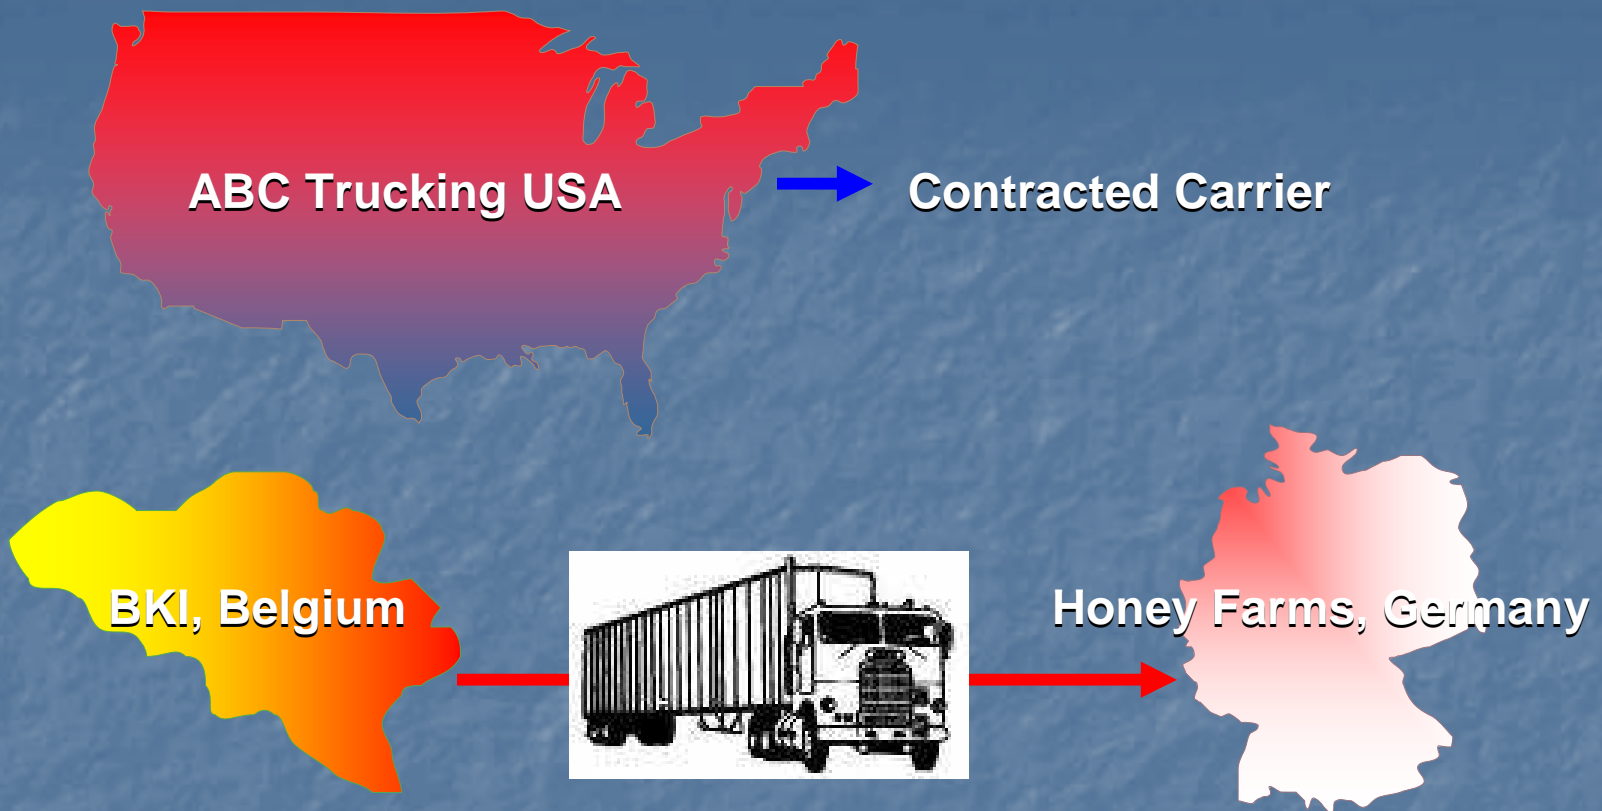 ABC Trucking USA
Contracted Carrier
BKI, Belgium
Honey Farms, Germany